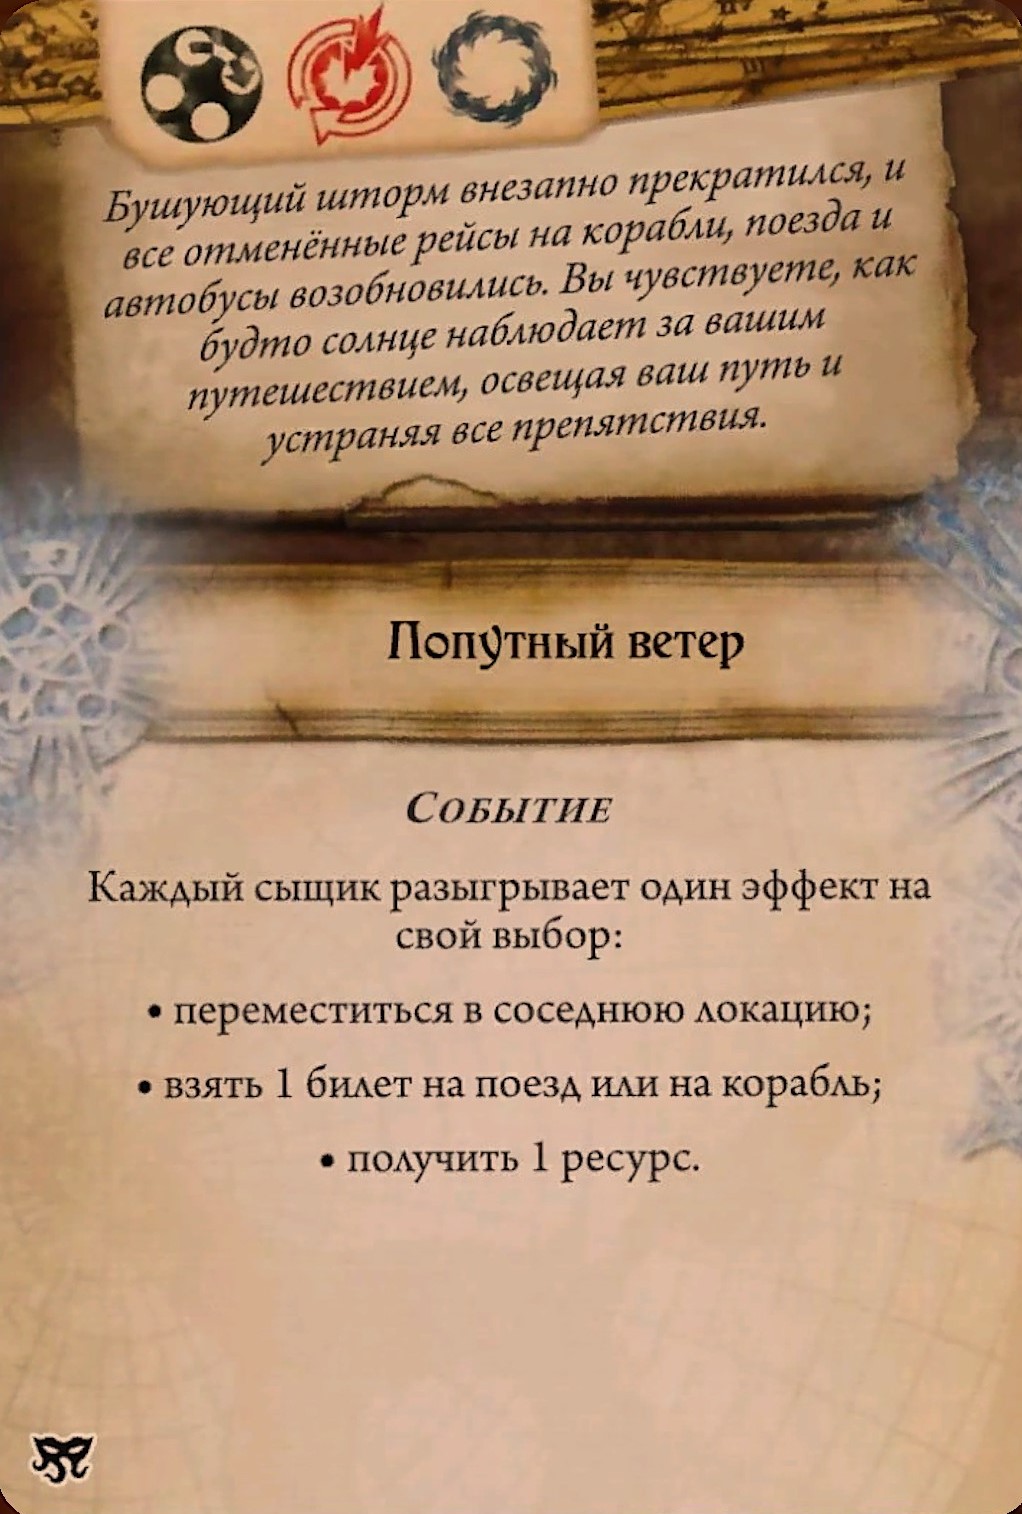 Бушующий шторм внезапно прекратился, и
все отменённые рейсы на корабли, поезда и
автобусы возобновились. Вы чувствуете, как
будто солнце наблюдает за вашим
путешествием, освещая ваш путь и
устраняя все препятствия.
Попутный ветер
Событие
Каждый сыщик разыгрывает один эффект на
свой выбор:
• переместиться в соседнюю локацию;
• взять 1 билет на поезд или на корабль;
• получить 1 ресурс.